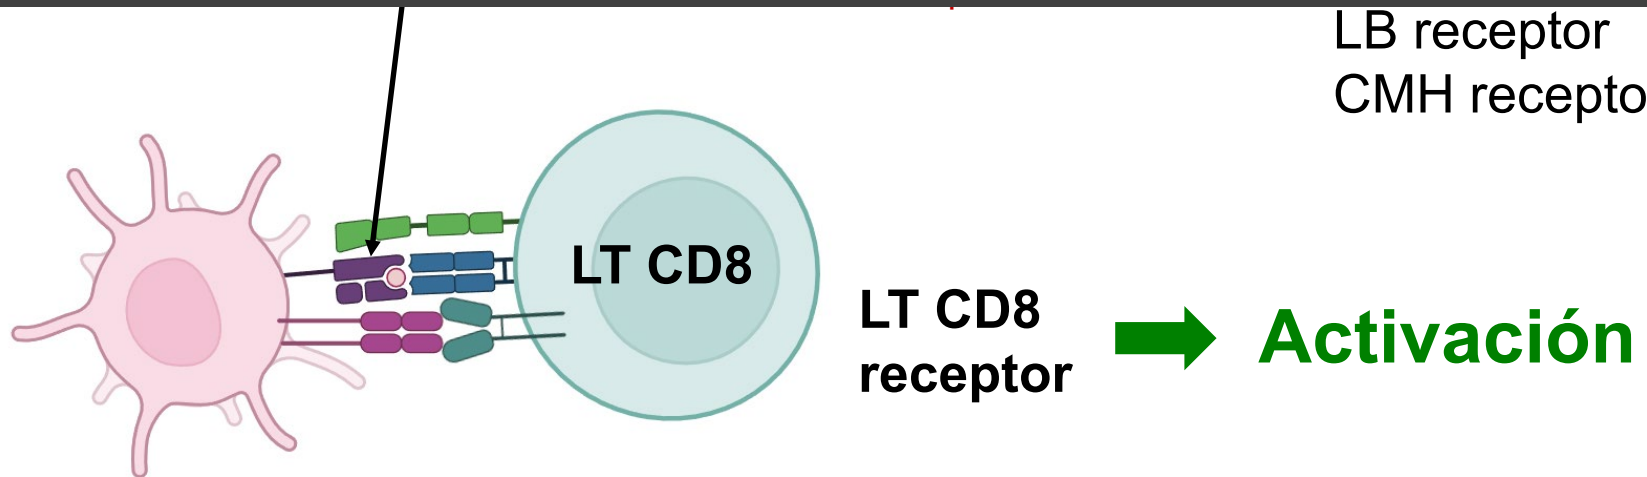 LB receptor
CMH recepto
LT CD8
LT CD8
receptor
Activación